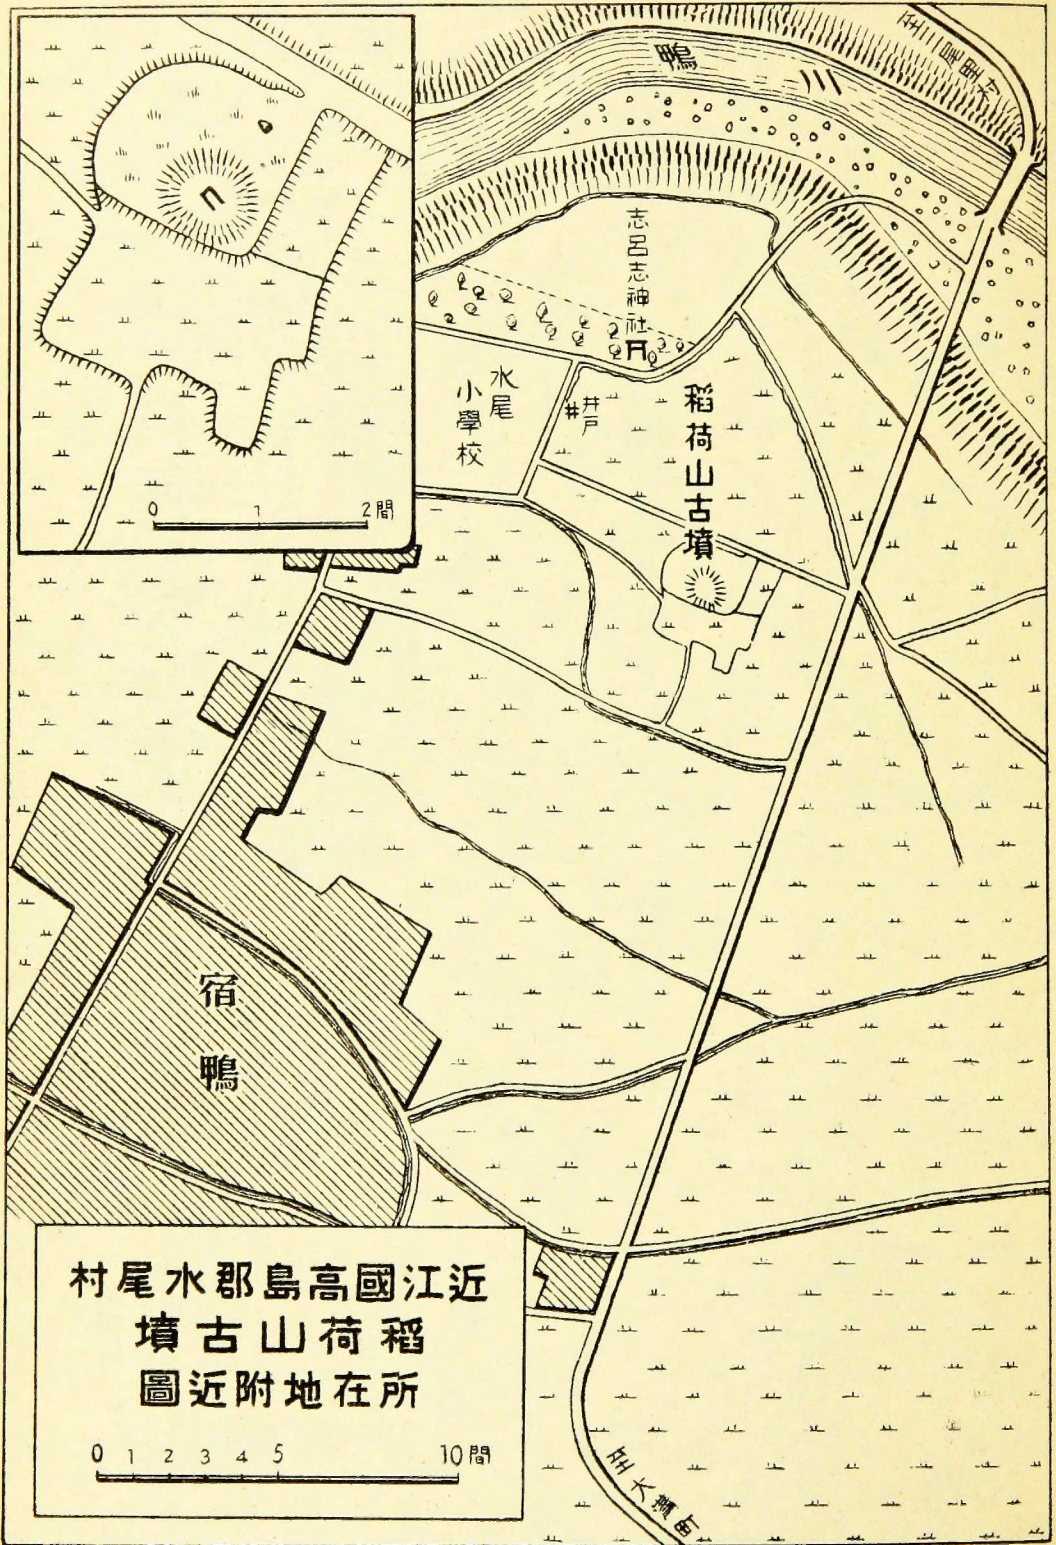 鴨川
志呂志神社
水尾
小學校
井戸
稻荷山古墳
0 1 2間
宿鴨
近江國高島郡水尾村
稻荷山古墳
所在地附近圖
0 1 2 3 4 5 10間
至大溝町